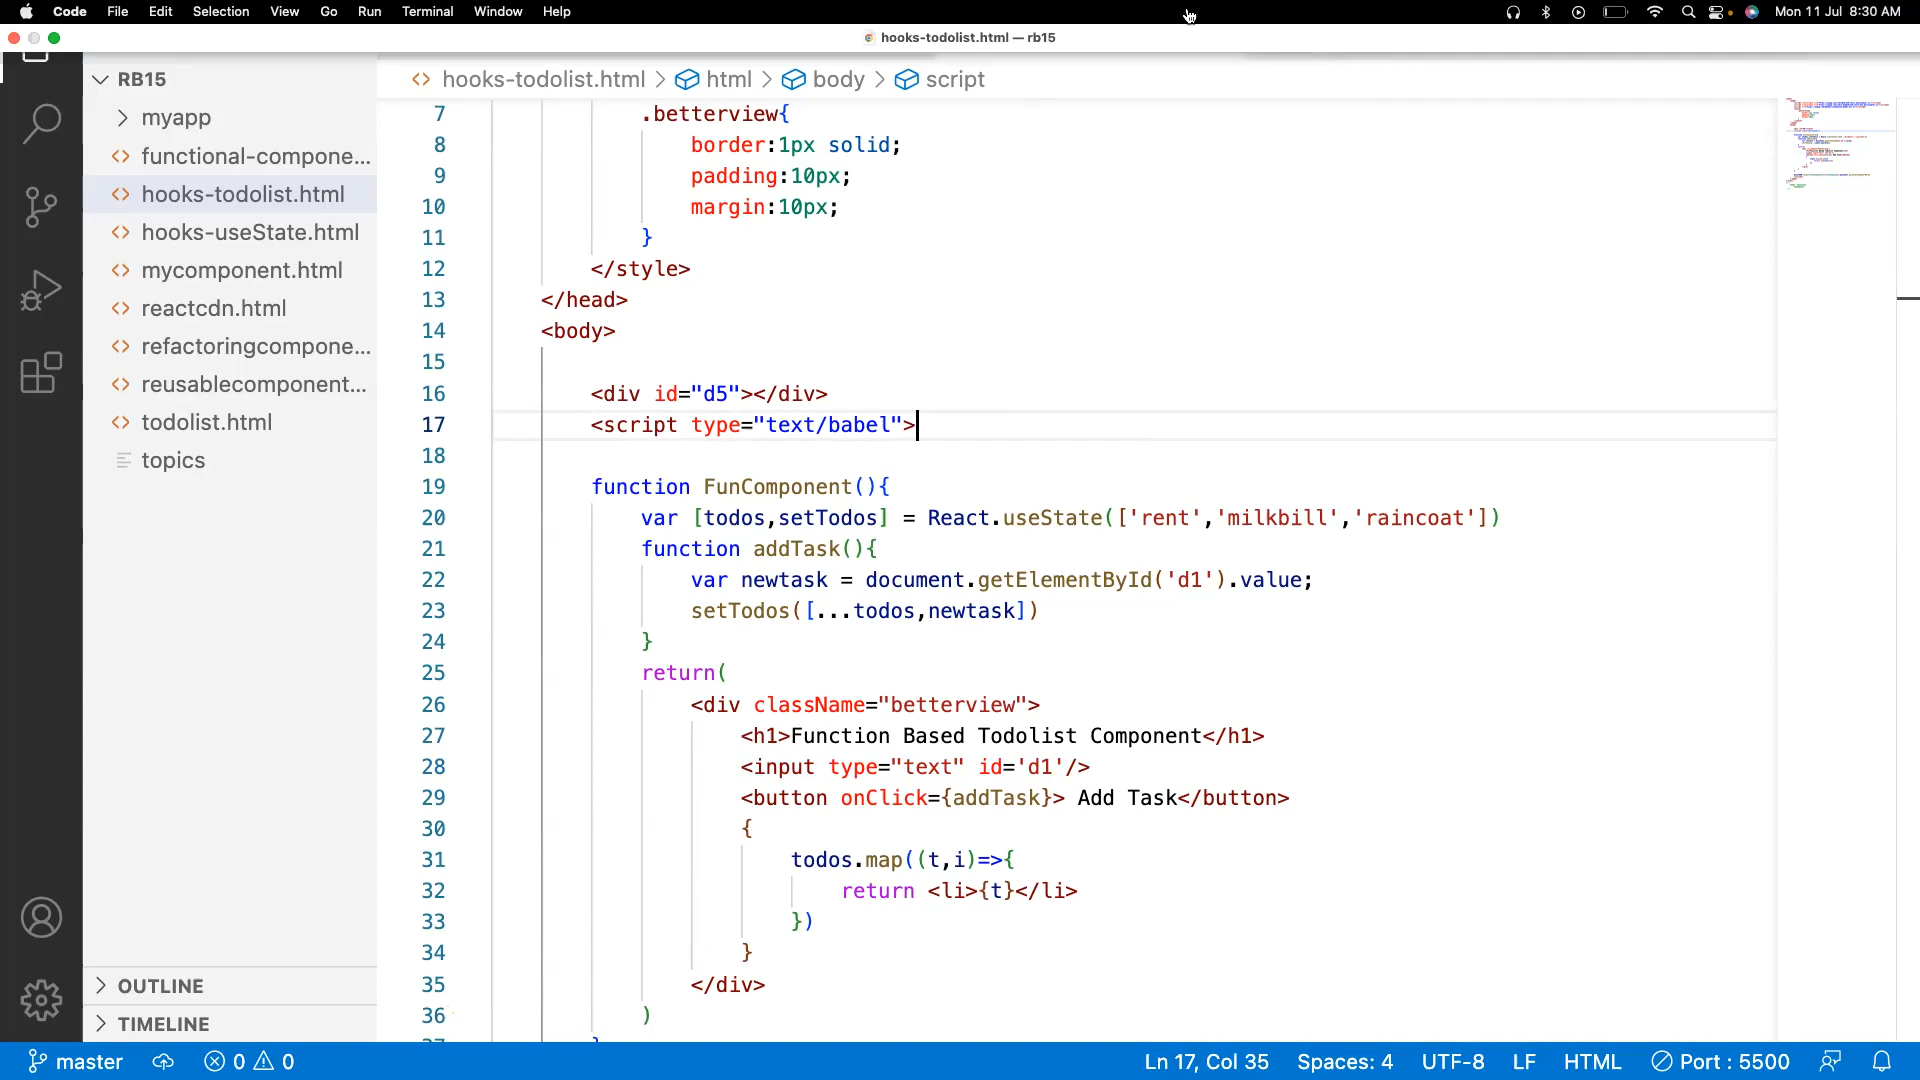 Code File Edit Selection View Go Run Terminal Window Help Mon 11 Jul 8:30 AM
hooks-todolist.html — rb15
RB15
myapp
functional-compone...
hooks-todolist.html
hooks-useState.html
mycomponent.html
reactcdn.html
refactoringcompone...
reusablecomponent...
todolist.html
topics
OUTLINE
TIMELINE
hooks-todolist.html > html > body > script
7 .betterview{
8 border:1px solid;
9 padding:10px;
10 margin:10px;
11 }
12 </style>
13 </head>
14 <body>
15
16 <div id="d5"></div>
17 <script type="text/babel">
18
19 function FunComponent(){
20 var [todos,setTodos] = React.useState(['rent','milkbill','raincoat'])
21 function addTask(){
22 var newtask = document.getElementById('d1').value;
23 setTodos([...todos,newtask])
24 }
25 return(
26 <div className="betterview">
27 <h1>Function Based Todolist Component</h1>
28 <input type="text" id='d1'/>
29 <button onClick={addTask}> Add Task</button>
30 {
31 todos.map((t,i)=>{
32 return <li>{t}</li>
33 })
34 }
35 </div>
36 )
master 0 0 Ln 17, Col 35 Spaces: 4 UTF-8 LF HTML Port : 5500